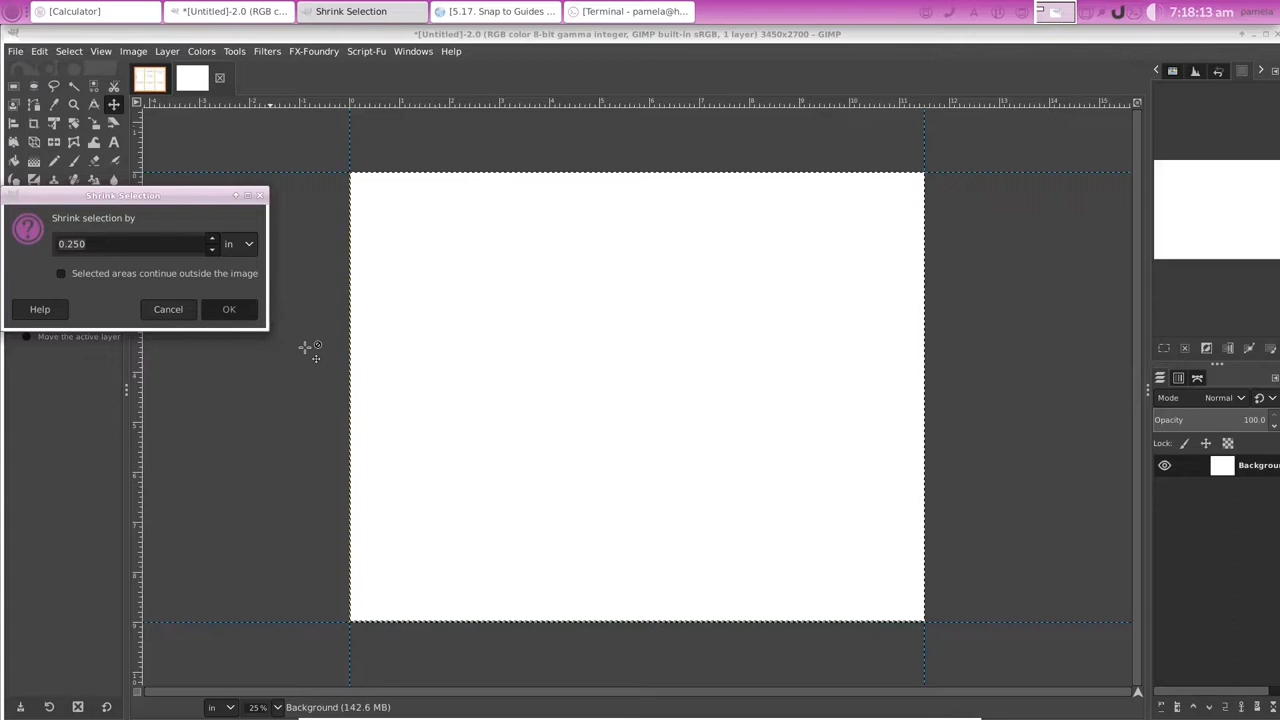 [Calculator]
*[Untitled]-2.0 (RGB c...
Shrink Selection
[5.17. Snap to Guides ...
[Terminal - pamela@h...
7:18:13 am
pamela
*[Untitled]-2.0 (RGB color 8-bit gamma integer, GIMP built-in sRGB, 1 layer) 3450x2700 – GIMP
File Edit Select View Image Layer Colors Tools Filters FX-Foundry Script-Fu Windows Help
Shrink Selection
Shrink selection by
0.250
in
Selected areas continue outside the image
Help
Cancel
OK
Move the active layer
Mode
Normal
Opacity
100.0
Lock:
Backgrou
in
25%
Background (142.6 MB)